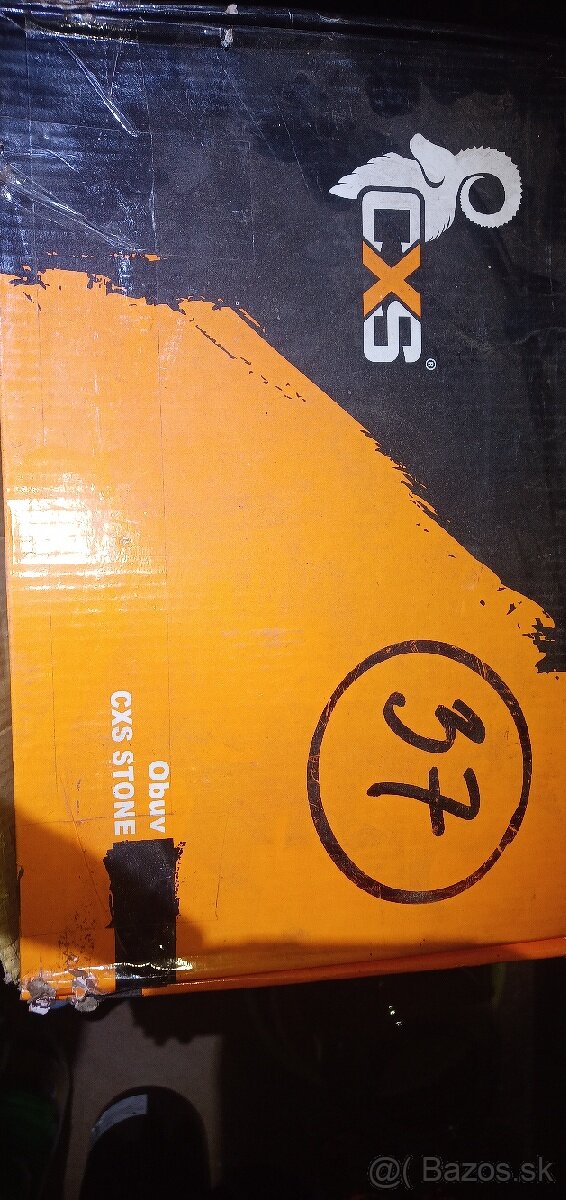 CXS®
37
Obuv
CXS STONE
@( Bazos.sk